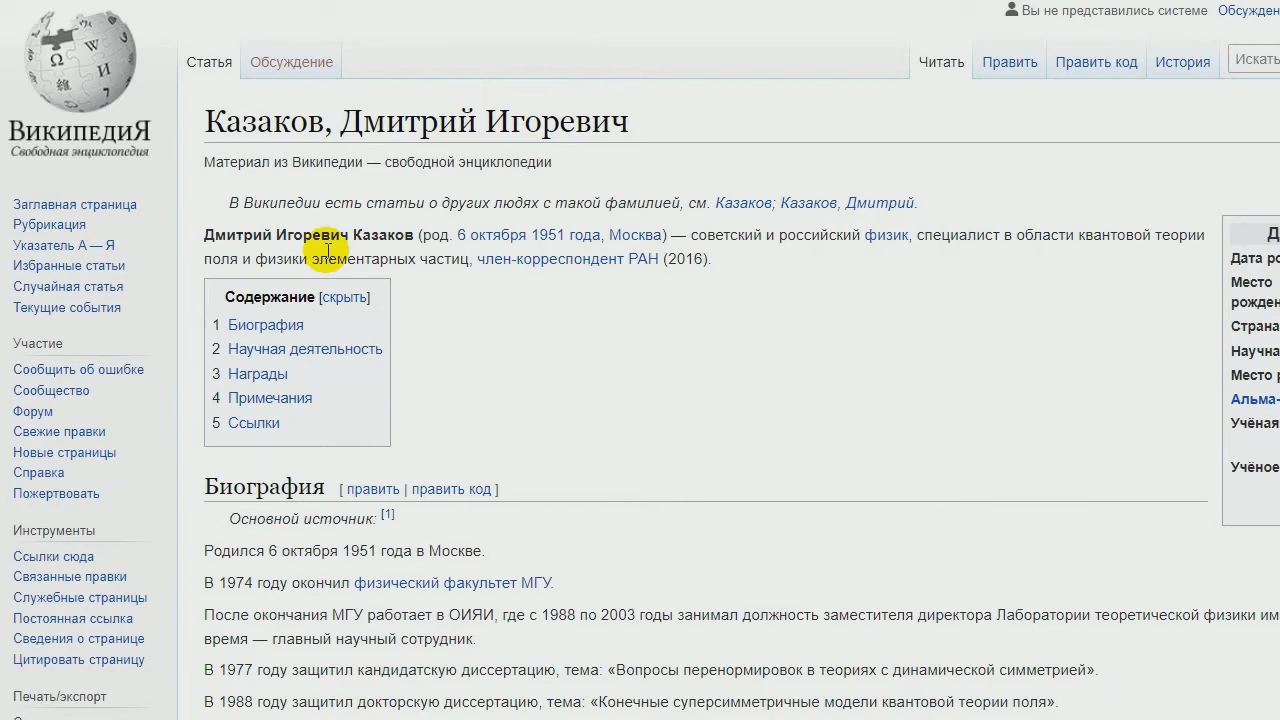 Вы не представились системе Обсужден
Статья Обсуждение Читать Править Править код История Искать
ВикипедиЯ
Свободная энциклопедия
Казаков, Дмитрий Игоревич
Материал из Википедии — свободной энциклопедии
В Википедии есть статьи о других людях с такой фамилией, см. Казаков; Казаков, Дмитрий.
Дмитрий Игоревич Казаков (род. 6 октября 1951 года, Москва) — советский и российский физик, специалист в области квантовой теории
поля и физики элементарных частиц, член-корреспондент РАН (2016).
Содержание [скрыть]
1 Биография
2 Научная деятельность
3 Награды
4 Примечания
5 Ссылки
Биография [ править | править код ]
Основной источник: [1]
Родился 6 октября 1951 года в Москве.
В 1974 году окончил физический факультет МГУ.
После окончания МГУ работает в ОИЯИ, где с 1988 по 2003 годы занимал должность заместителя директора Лаборатории теоретической физики им
время — главный научный сотрудник.
В 1977 году защитил кандидатскую диссертацию, тема: «Вопросы перенормировок в теориях с динамической симметрией».
В 1988 году защитил докторскую диссертацию, тема: «Конечные суперсимметричные модели квантовой теории поля».
Д
Дата ро
Место
рожден
Страна
Научна
Место р
Альма-
Учёная
Учёное
Заглавная страница
Рубрикация
Указатель А — Я
Избранные статьи
Случайная статья
Текущие события
Участие
Сообщить об ошибке
Сообщество
Форум
Свежие правки
Новые страницы
Справка
Пожертвовать
Инструменты
Ссылки сюда
Связанные правки
Служебные страницы
Постоянная ссылка
Сведения о странице
Цитировать страницу
Печать/экспорт